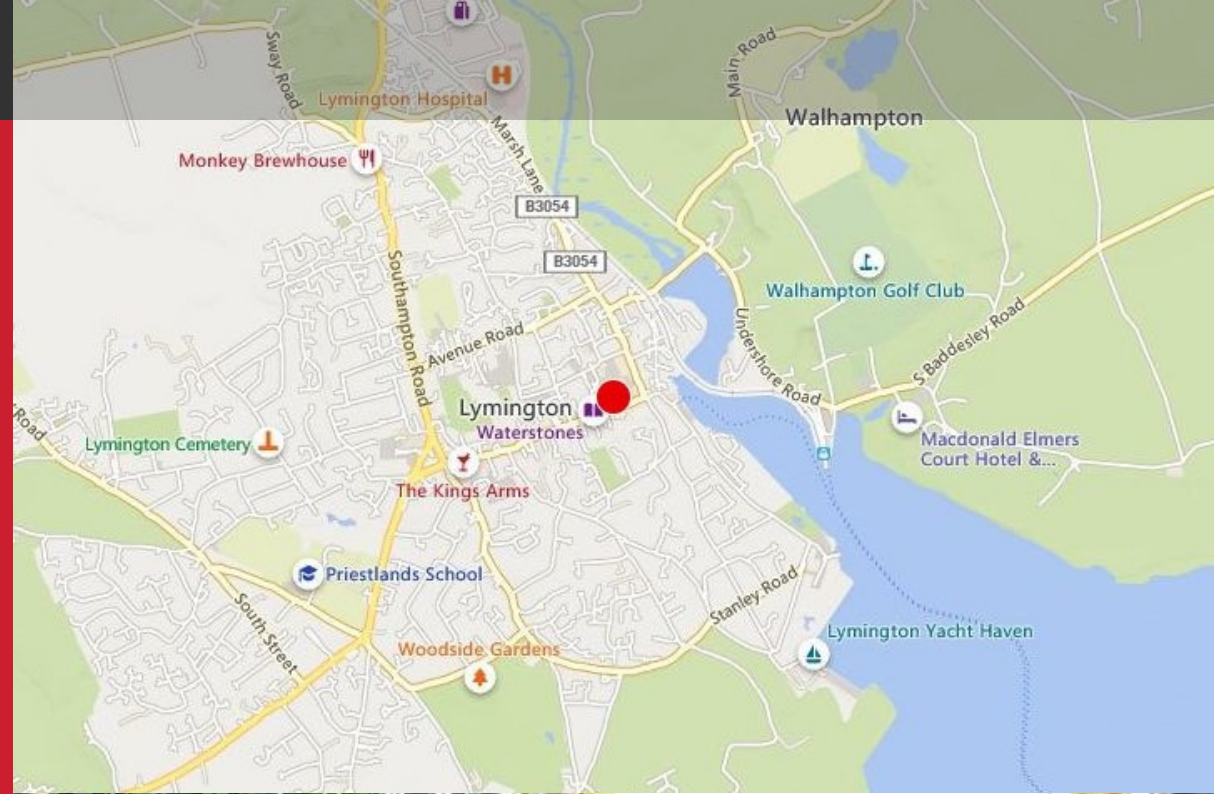 Sway Road
Main Road
Lymington Hospital
Walhampton
Marsh Lane
Monkey Brewhouse
B3054
B3054
Southampton Road
Walhampton Golf Club
Avenue Road
Undershore Road
S Baddesley Road
Lymington
Waterstones
Road
Lymington Cemetery
Macdonald Elmers
Court Hotel &...
The Kings Arms
Priestlands School
Stanley Road
South Street
Lymington Yacht Haven
Woodside Gardens